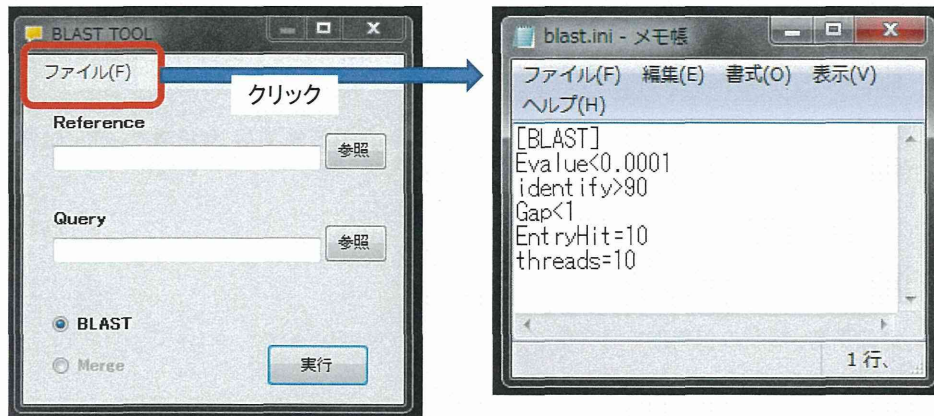 BLAST TOOL
ファイル(F)
クリック
Reference
参照
Query
参照
BLAST
Merge
実行
blast.ini - メモ帳
ファイル(F) 編集(E) 書式(O) 表示(V)
ヘルプ(H)
[BLAST]
Evalue<0.0001
identify>90
Gap<1
EntryHit=10
threads=10
1 行、